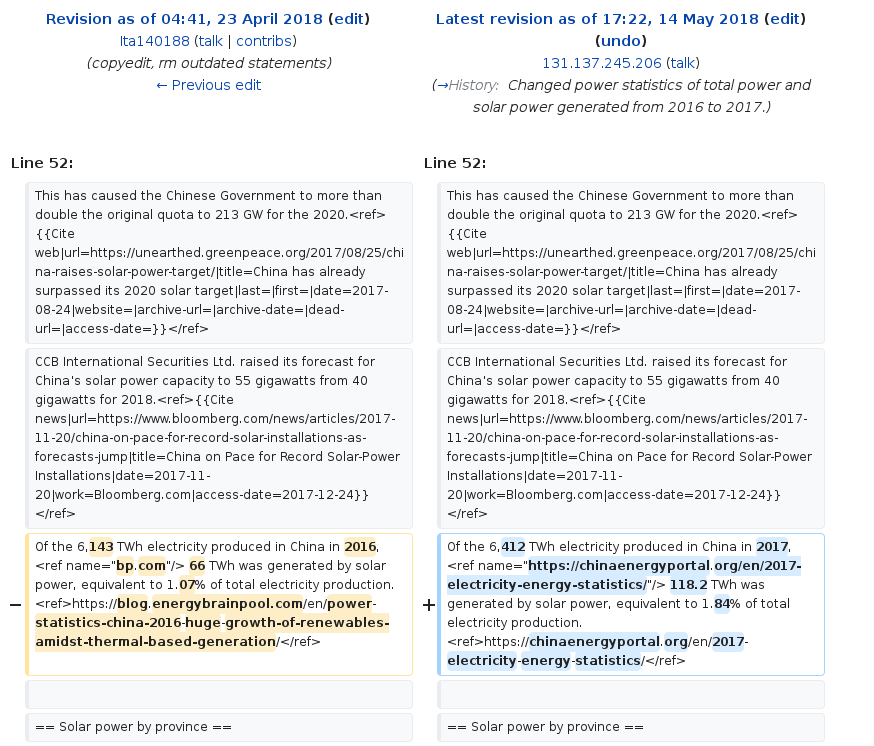 Revision as of 04:41, 23 April 2018 (edit)
Ita140188 (talk | contribs)
(copyedit, rm outdated statements)
← Previous edit
Latest revision as of 17:22, 14 May 2018 (edit)
(undo)
131.137.245.206 (talk)
(→History: Changed power statistics of total power and
solar power generated from 2016 to 2017.)
Line 52:
Line 52:
This has caused the Chinese Government to more than
double the original quota to 213 GW for the 2020.<ref>
{{Cite
web|url=https://unearthed.greenpeace.org/2017/08/25/chi
na-raises-solar-power-target/|title=China has already
surpassed its 2020 solar target|last=|first=|date=2017-
08-24|website=|archive-url=|archive-date=|dead-
url=|access-date=}}</ref>
This has caused the Chinese Government to more than
double the original quota to 213 GW for the 2020.<ref>
{{Cite
web|url=https://unearthed.greenpeace.org/2017/08/25/chi
na-raises-solar-power-target/|title=China has already
surpassed its 2020 solar target|last=|first=|date=2017-
08-24|website=|archive-url=|archive-date=|dead-
url=|access-date=}}</ref>
CCB International Securities Ltd. raised its forecast for
China's solar power capacity to 55 gigawatts from 40
gigawatts for 2018.<ref>{{Cite
news|url=https://www.bloomberg.com/news/articles/2017-
11-20/china-on-pace-for-record-solar-installations-as-
forecasts-jump|title=China on Pace for Record Solar-Power
Installations|date=2017-11-
20|work=Bloomberg.com|access-date=2017-12-24}}
</ref>
CCB International Securities Ltd. raised its forecast for
China's solar power capacity to 55 gigawatts from 40
gigawatts for 2018.<ref>{{Cite
news|url=https://www.bloomberg.com/news/articles/2017-
11-20/china-on-pace-for-record-solar-installations-as-
forecasts-jump|title=China on Pace for Record Solar-Power
Installations|date=2017-11-
20|work=Bloomberg.com|access-date=2017-12-24}}
</ref>
−
Of the 6,143 TWh electricity produced in China in 2016,
<ref name="bp.com"/> 66 TWh was generated by solar
power, equivalent to 1.07% of total electricity production.
<ref>https://blog.energybrainpool.com/en/power-
statistics-china-2016-huge-growth-of-renewables-
amidst-thermal-based-generation/</ref>
+
Of the 6,412 TWh electricity produced in China in 2017,
<ref name="https://chinaenergyportal.org/en/2017-
electricity-energy-statistics/"/> 118.2 TWh was
generated by solar power, equivalent to 1.84% of total
electricity production.
<ref>https://chinaenergyportal.org/en/2017-
electricity-energy-statistics/</ref>
== Solar power by province ==
== Solar power by province ==